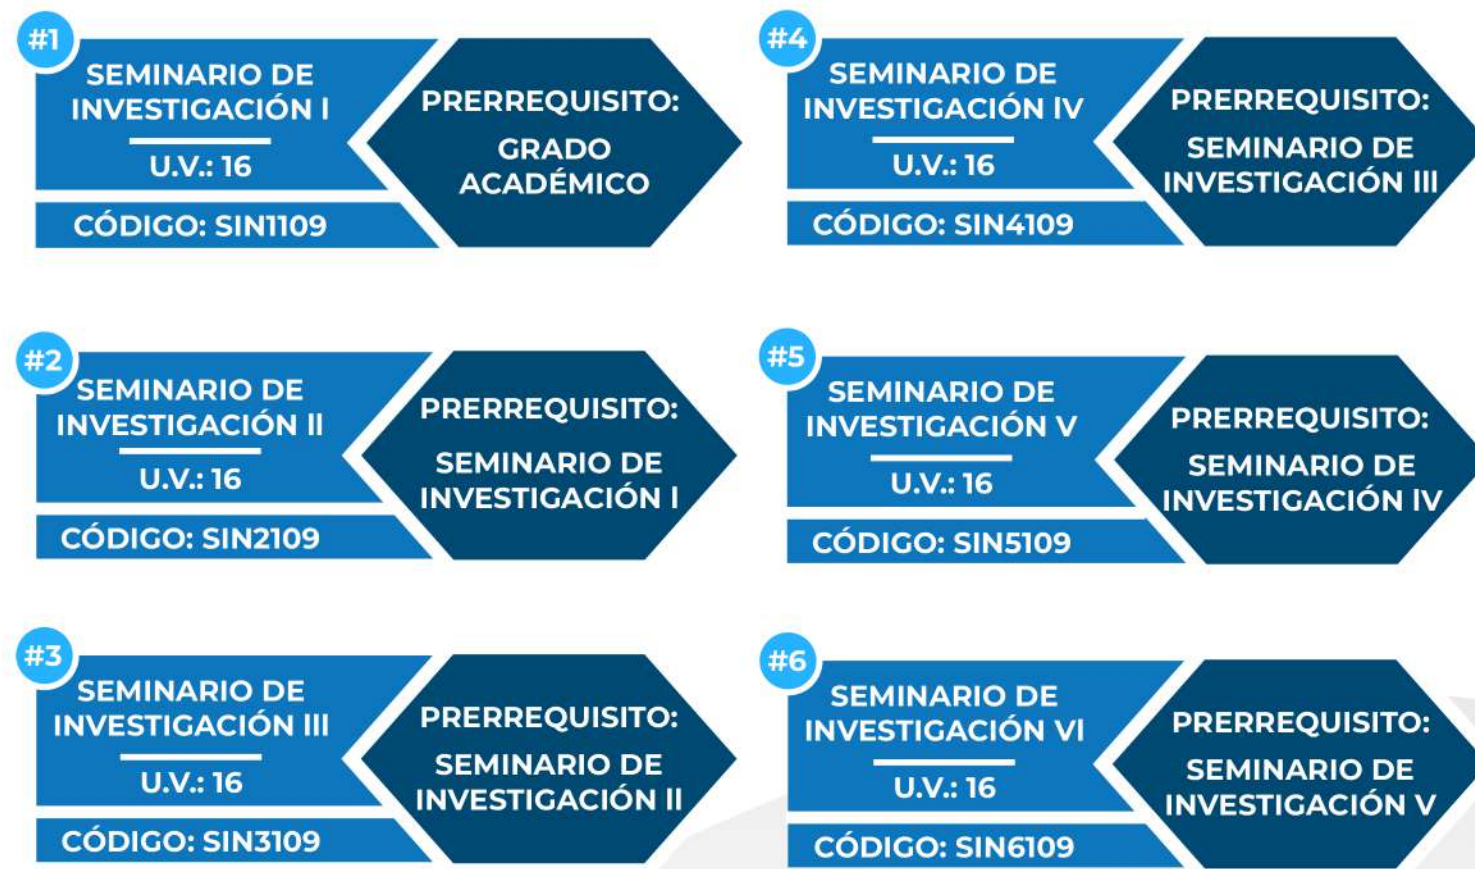 #1
SEMINARIO DE
INVESTIGACIÓN I
U.V.: 16
CÓDIGO: SIN1109
PRERREQUISITO:
GRADO
ACADÉMICO
#2
SEMINARIO DE
INVESTIGACIÓN II
U.V.: 16
CÓDIGO: SIN2109
PRERREQUISITO:
SEMINARIO DE
INVESTIGACIÓN I
#3
SEMINARIO DE
INVESTIGACIÓN III
U.V.: 16
CÓDIGO: SIN3109
PRERREQUISITO:
SEMINARIO DE
INVESTIGACIÓN II
#4
SEMINARIO DE
INVESTIGACIÓN IV
U.V.: 16
CÓDIGO: SIN4109
PRERREQUISITO:
SEMINARIO DE
INVESTIGACIÓN III
#5
SEMINARIO DE
INVESTIGACIÓN V
U.V.: 16
CÓDIGO: SIN5109
PRERREQUISITO:
SEMINARIO DE
INVESTIGACIÓN IV
#6
SEMINARIO DE
INVESTIGACIÓN VI
U.V.: 16
CÓDIGO: SIN6109
PRERREQUISITO:
SEMINARIO DE
INVESTIGACIÓN V